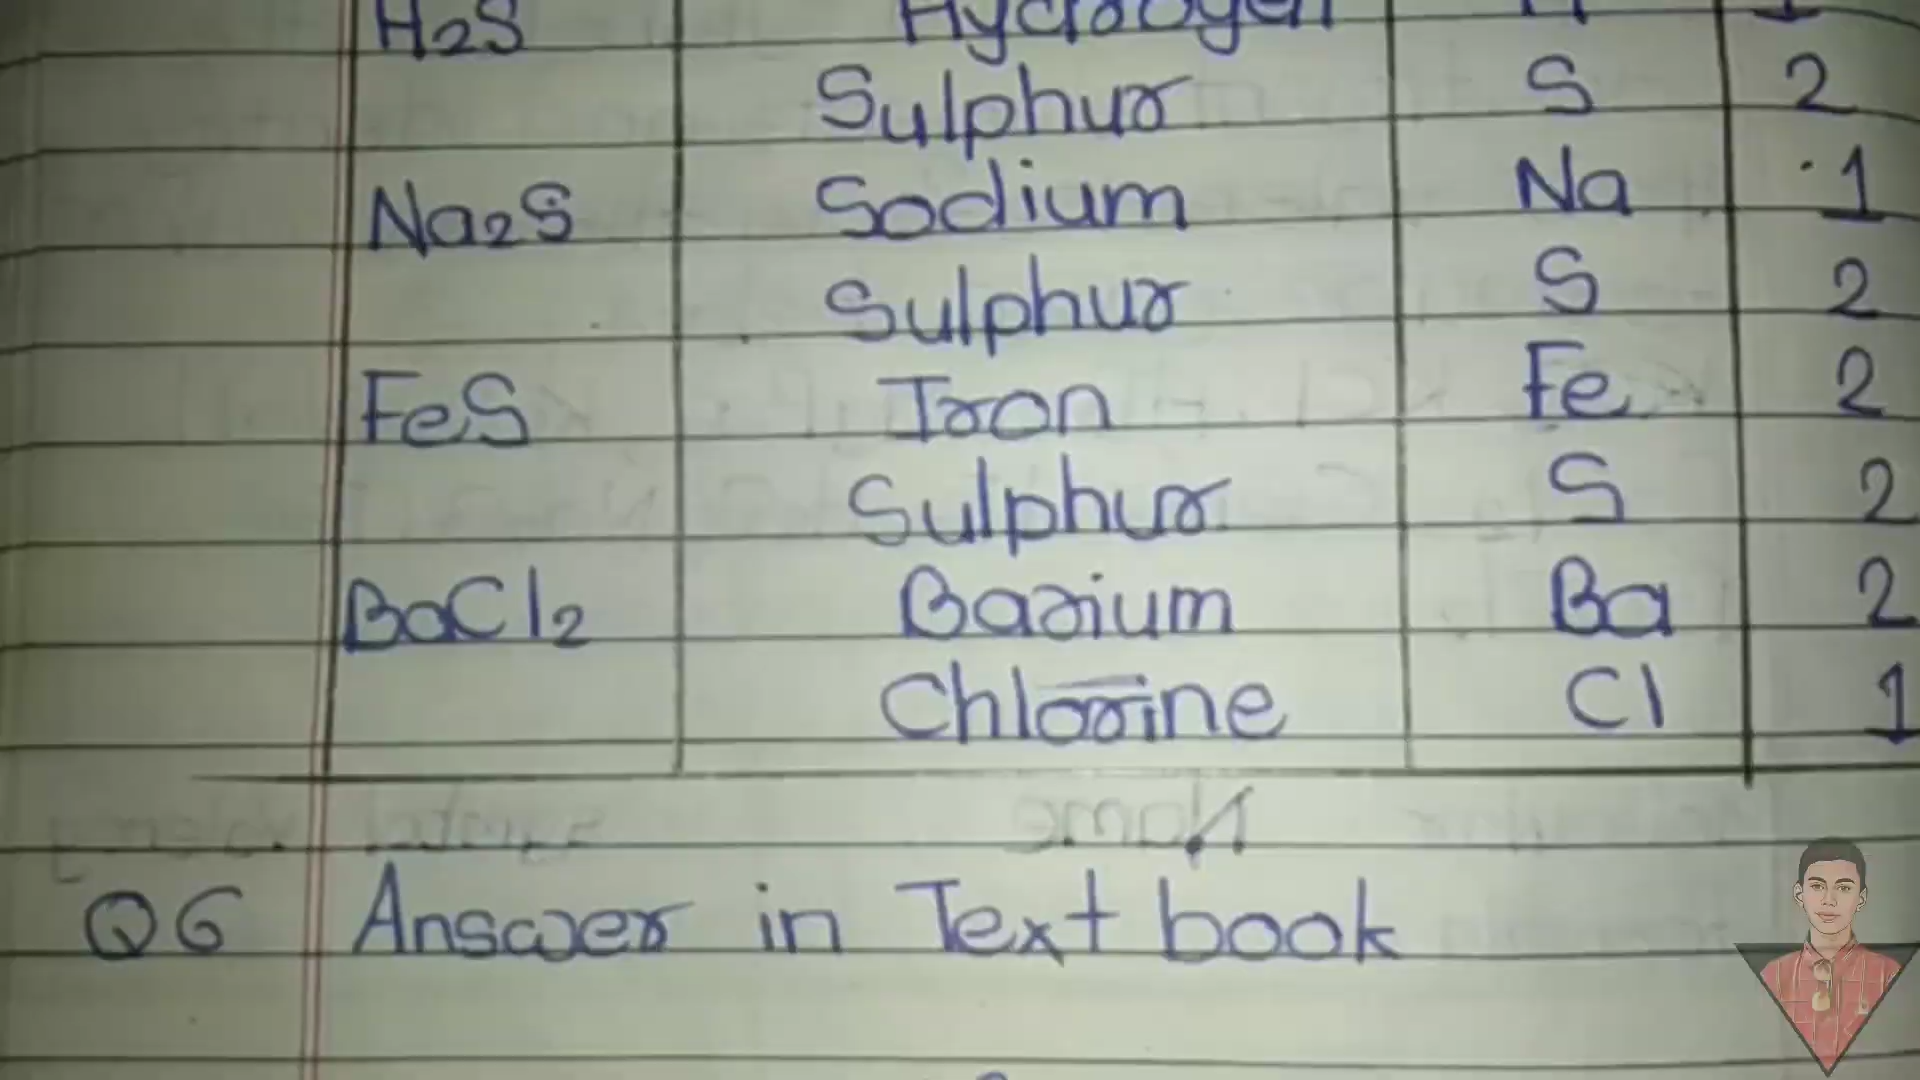 H2S Hydrogen H 1
Sulphur S 2
Na2S Sodium Na 1
Sulphur S 2
FeS Iron Fe 2
Sulphur S 2
BaCl2 Barium Ba 2
Chlorine Cl 1
Q6 Answer in Text book